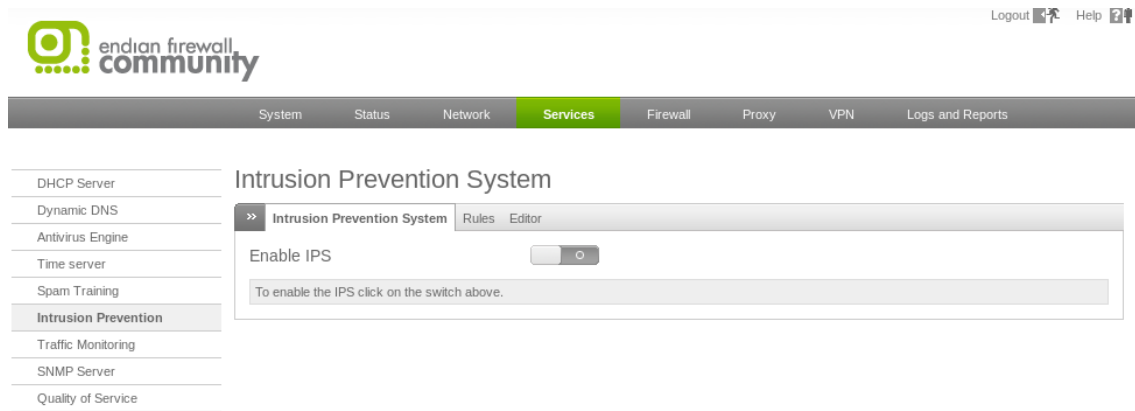 Logout Help
endian firewall
community
System Status Network Services Firewall Proxy VPN Logs and Reports
DHCP Server
Dynamic DNS
Antivirus Engine
Time server
Spam Training
Intrusion Prevention
Traffic Monitoring
SNMP Server
Quality of Service
Intrusion Prevention System
» Intrusion Prevention System Rules Editor
Enable IPS
To enable the IPS click on the switch above.